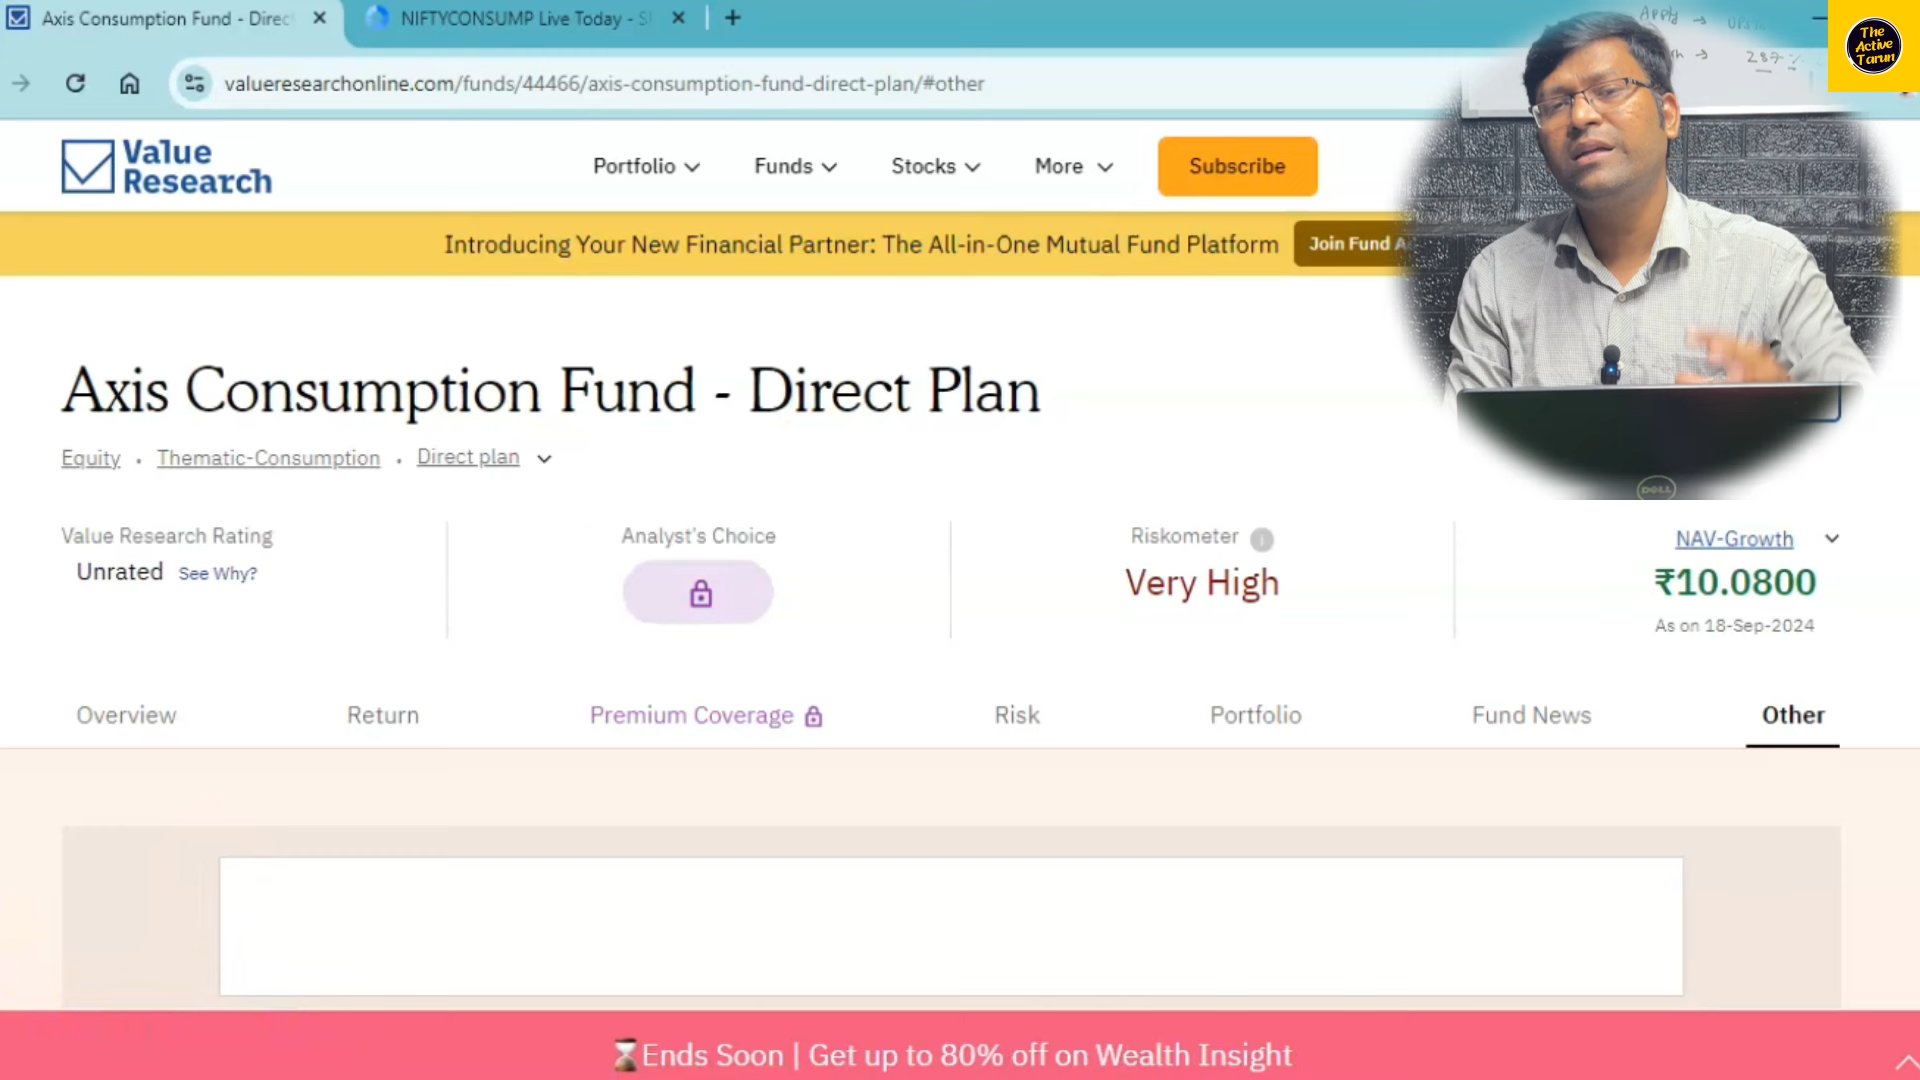 Axis Consumption Fund - Direc
NIFTYCONSUMP Live Today - S
Apply →
→ 287 %
The
Active
Tarun
valueresearchonline.com/funds/44466/axis-consumption-fund-direct-plan/#other
Value
Research
Portfolio
Funds
Stocks
More
Subscribe
Introducing Your New Financial Partner: The All-in-One Mutual Fund Platform
Join Fund A
Axis Consumption Fund - Direct Plan
Equity . Thematic-Consumption . Direct plan
DELL
Value Research Rating
Unrated See Why?
Analyst's Choice
Riskometer
Very High
NAV-Growth
₹10.0800
As on 18-Sep-2024
Overview
Return
Premium Coverage
Risk
Portfolio
Fund News
Other
⌛Ends Soon | Get up to 80% off on Wealth Insight